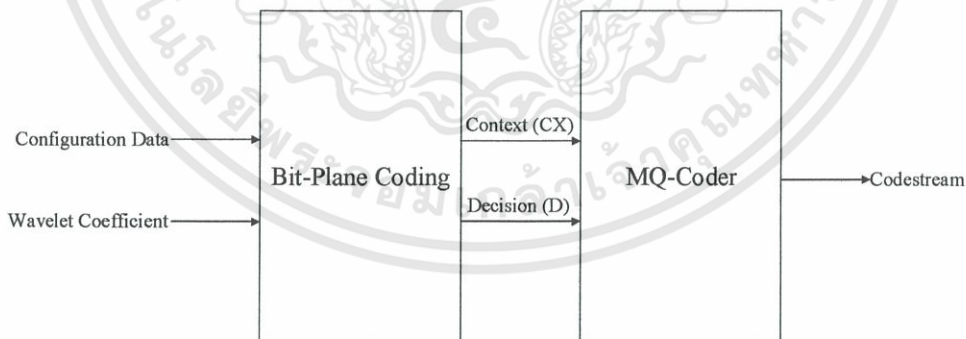 Configuration Data
Wavelet Coefficient
Bit-Plane Coding
Context (CX)
Decision (D)
MQ-Coder
Codestream